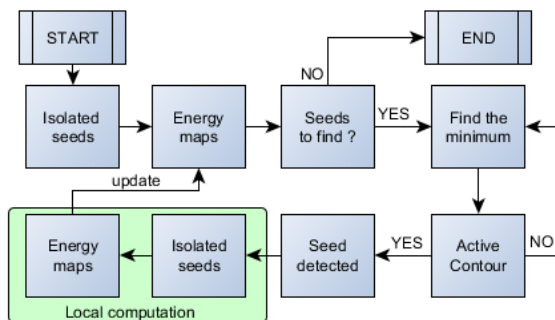 START
END
NO
Isolated
seeds
Energy
maps
Seeds
to find ?
YES
Find the
minimum
update
Energy
maps
Isolated
seeds
Seed
detected
YES
Active
Contour
NO
Local computation